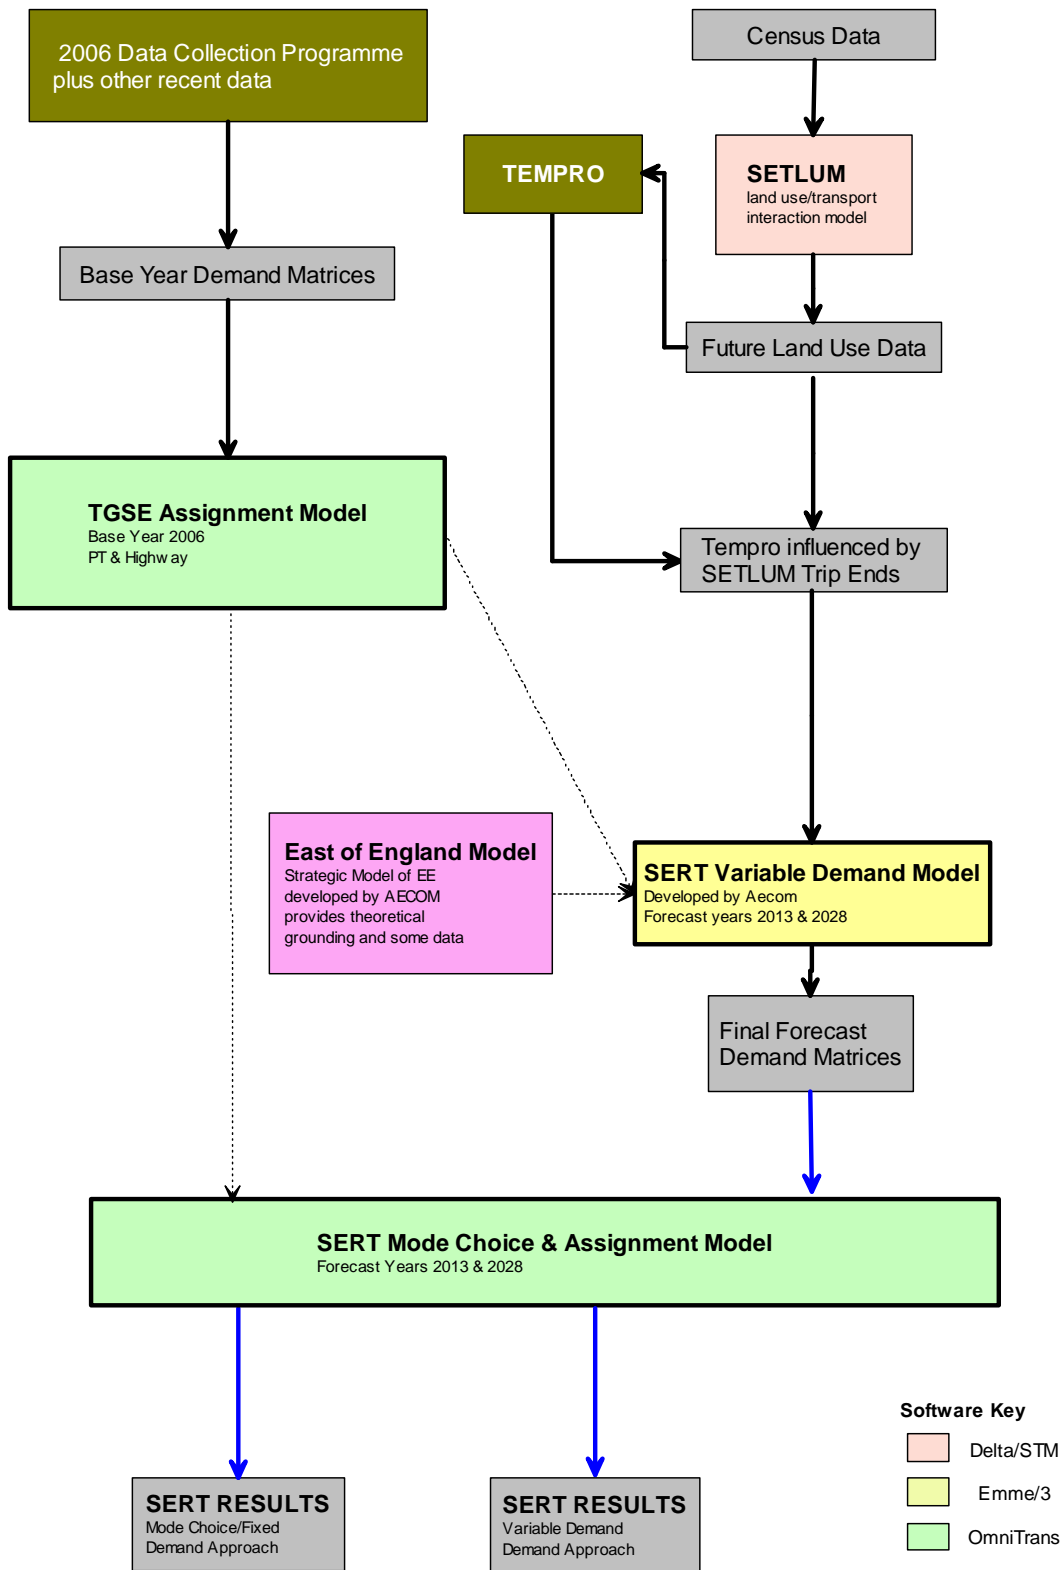 2006 Data Collection Programme
plus other recent data
Census Data
TEMPRO
SETLUM
land use/transport
interaction model
Base Year Demand Matrices
Future Land Use Data
TGSE Assignment Model
Base Year 2006
PT & Highway
Tempro influenced by
SETLUM Trip Ends
East of England Model
Strategic Model of EE
developed by AECOM
provides theoretical
grounding and some data
SERT Variable Demand Model
Developed by Aecom
Forecast years 2013 & 2028
Final Forecast
Demand Matrices
SERT Mode Choice & Assignment Model
Forecast Years 2013 & 2028
Software Key
Delta/STM
Emme/3
OmniTrans
SERT RESULTS
Mode Choice/Fixed
Demand Approach
SERT RESULTS
Variable Demand
Demand Approach